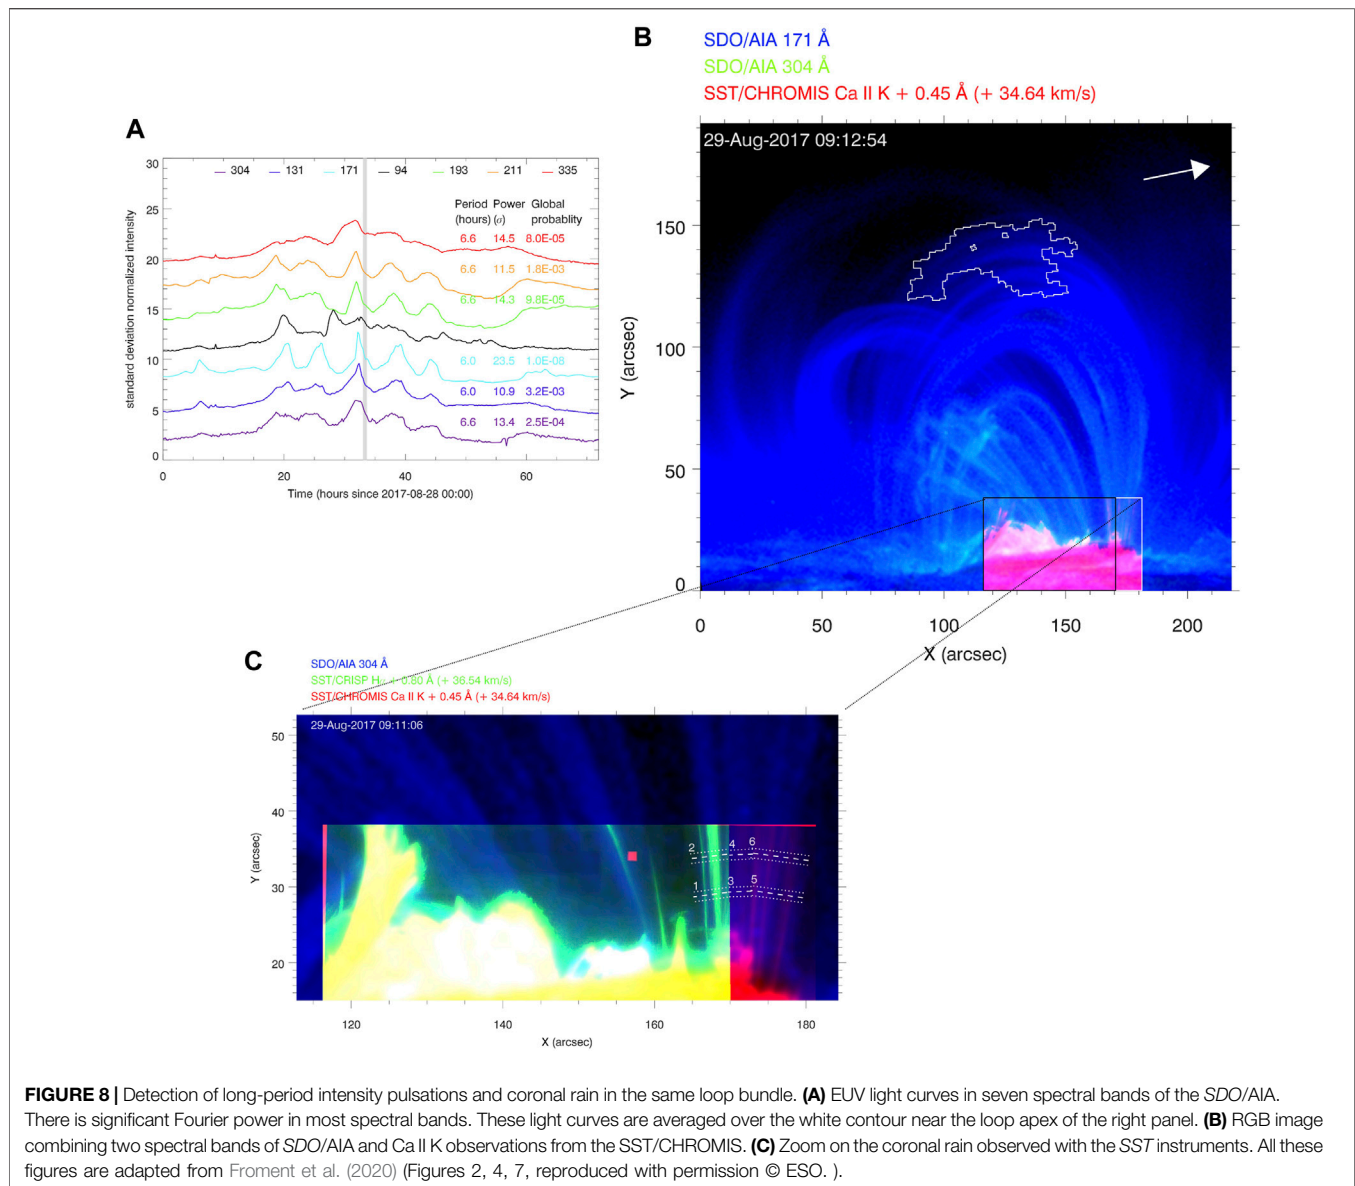 A
30
25
20
15
10
5
0
standard deviation normalized intensity
304 131 171 94 193 211 335
Period Power Global
(hours) (σ) probablity
6.6 14.5 8.0E-05
6.6 11.5 1.8E-03
6.6 14.3 9.8E-05
6.0 23.5 1.0E-08
6.0 10.9 3.2E-03
6.6 13.4 2.5E-04
0 20 40 60
Time (hours since 2017-08-28 00:00)
B
SDO/AIA 171 Å
SDO/AIA 304 Å
SST/CHROMIS Ca II K + 0.45 Å (+ 34.64 km/s)
29-Aug-2017 09:12:54
150
100
50
0
Y (arcsec)
0 50 100 150 200
X (arcsec)
C
SDO/AIA 304 Å
SST/CRISP Hα + 0.80 Å (+ 36.54 km/s)
SST/CHROMIS Ca II K + 0.45 Å (+ 34.64 km/s)
29-Aug-2017 09:11:06
50
40
30
20
Y (arcsec)
2 4 6
1 3 5
120 140 160 180
X (arcsec)
FIGURE 8 | Detection of long-period intensity pulsations and coronal rain in the same loop bundle. (A) EUV light curves in seven spectral bands of the SDO/AIA.
There is significant Fourier power in most spectral bands. These light curves are averaged over the white contour near the loop apex of the right panel. (B) RGB image
combining two spectral bands of SDO/AIA and Ca II K observations from the SST/CHROMIS. (C) Zoom on the coronal rain observed with the SST instruments. All these
figures are adapted from Froment et al. (2020) (Figures 2, 4, 7, reproduced with permission © ESO. ).